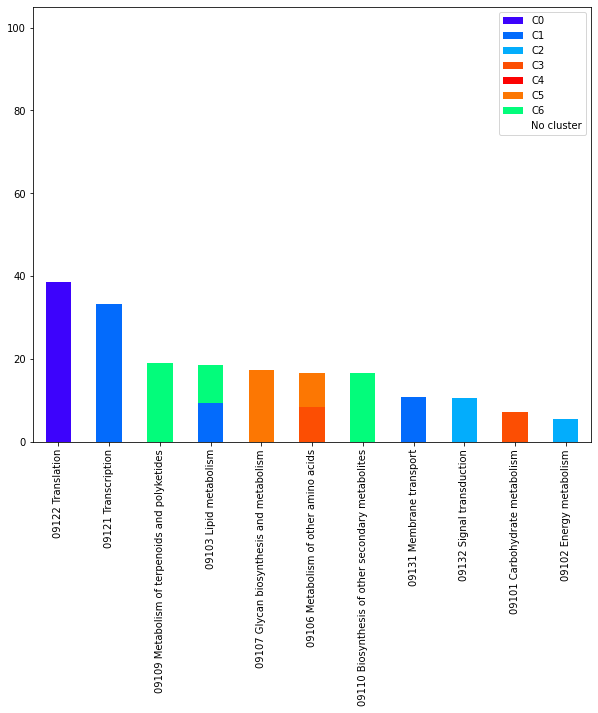 100
80
60
40
20
0
C0
C1
C2
C3
C4
C5
C6
No cluster
09122 Translation
09121 Transcription
09109 Metabolism of terpenoids and polyketides
09103 Lipid metabolism
09107 Glycan biosynthesis and metabolism
09106 Metabolism of other amino acids
09110 Biosynthesis of other secondary metabolites
09131 Membrane transport
09132 Signal transduction
09101 Carbohydrate metabolism
09102 Energy metabolism